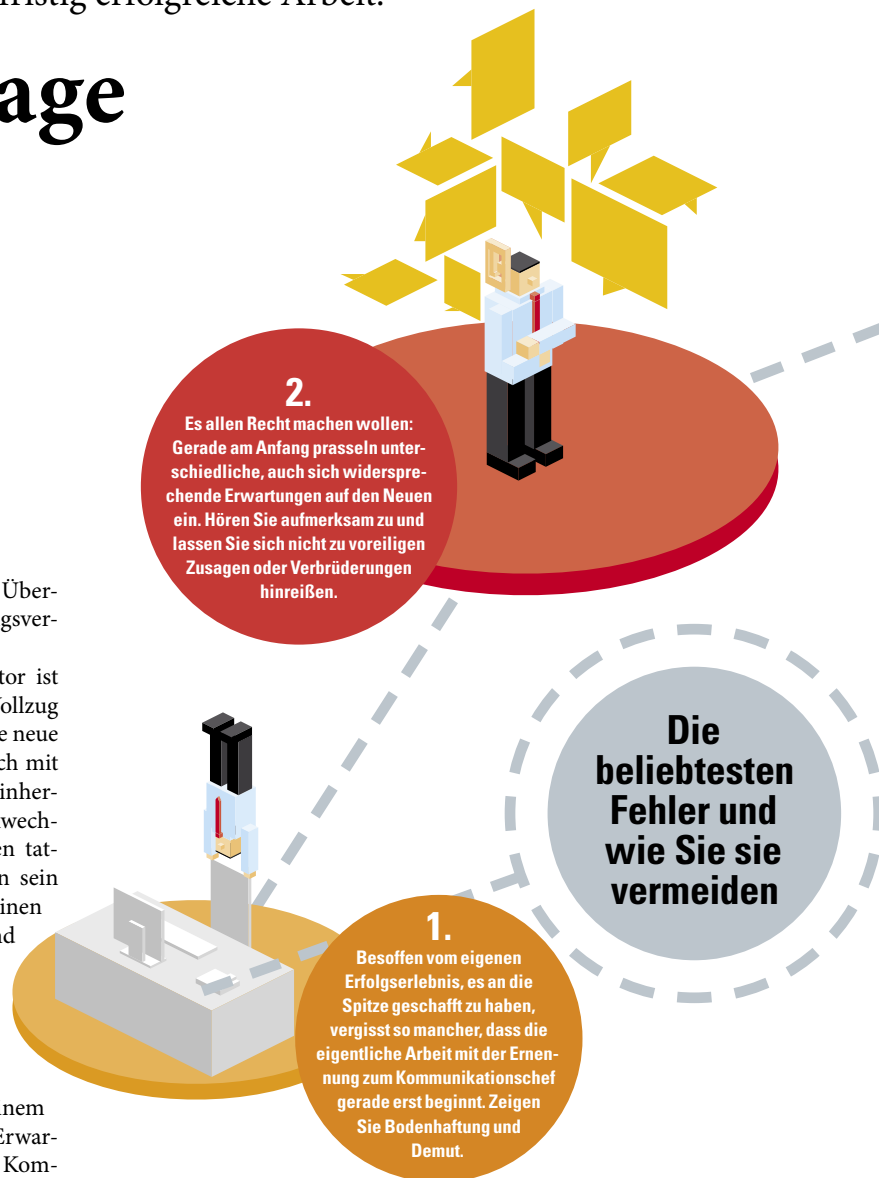 fristig erfolgreiche Arbeit.
age
2.
Es allen Recht machen wollen:
Gerade am Anfang prasseln unter-
schiedliche, auch sich widerspre-
chende Erwartungen auf den Neuen
ein. Hören Sie aufmerksam zu und
lassen Sie sich nicht zu voreiligen
Zusagen oder Verbrüderungen
hinreißen.
Über-
gsver-
tor ist
Vollzug
e neue
ch mit
inher-
wech-
en tat-
n sein
inen
nd
Die
beliebtesten
Fehler und
wie Sie sie
vermeiden
1.
Besoffen vom eigenen
Erfolgserlebnis, es an die
Spitze geschafft zu haben,
vergisst so mancher, dass die
eigentliche Arbeit mit der Ernen-
nung zum Kommunikationschef
gerade erst beginnt. Zeigen
Sie Bodenhaftung und
Demut.
inem
Erwar-
Kom-